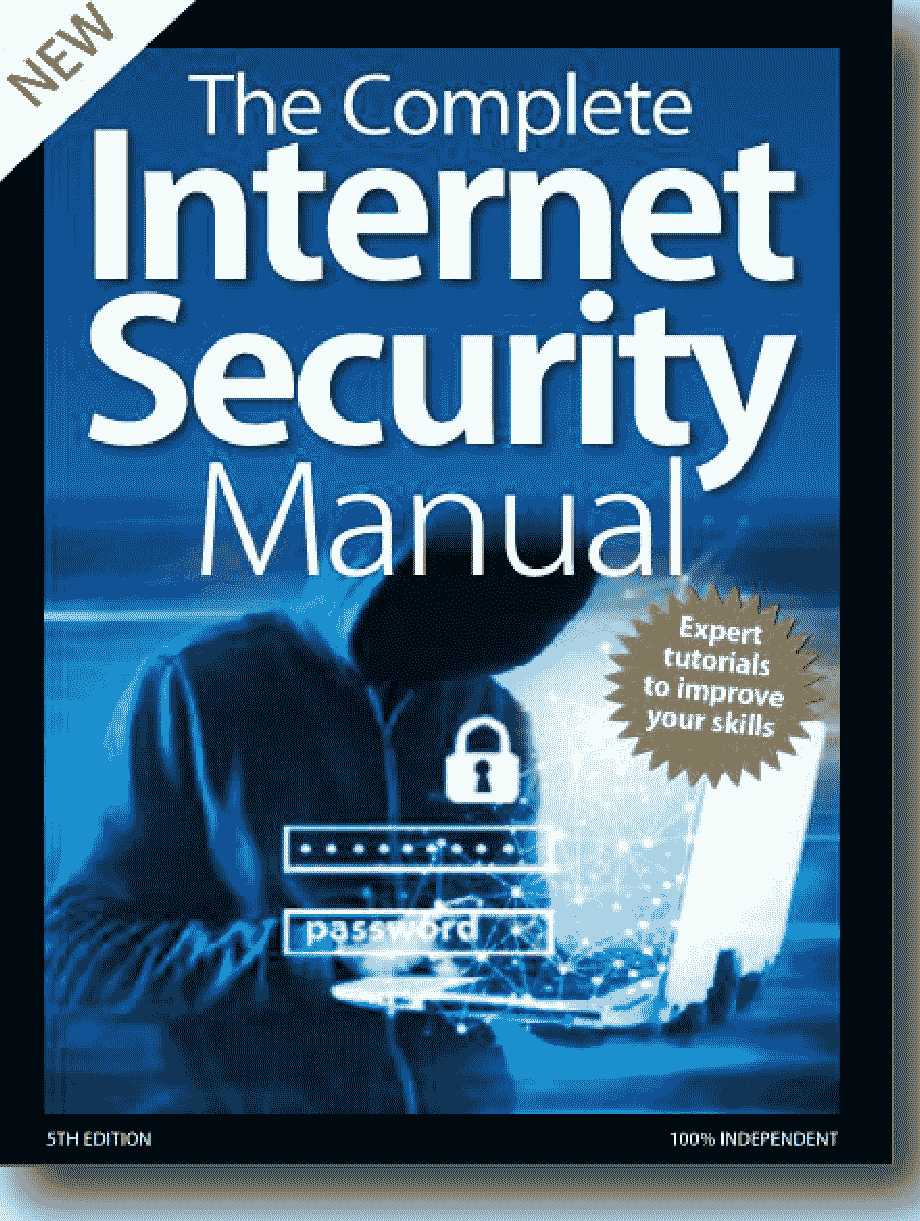 NEW
The Complete
Internet
Security
Manual
Expert
tutorials
to improve
your skills
password
5TH EDITION
100% INDEPENDENT